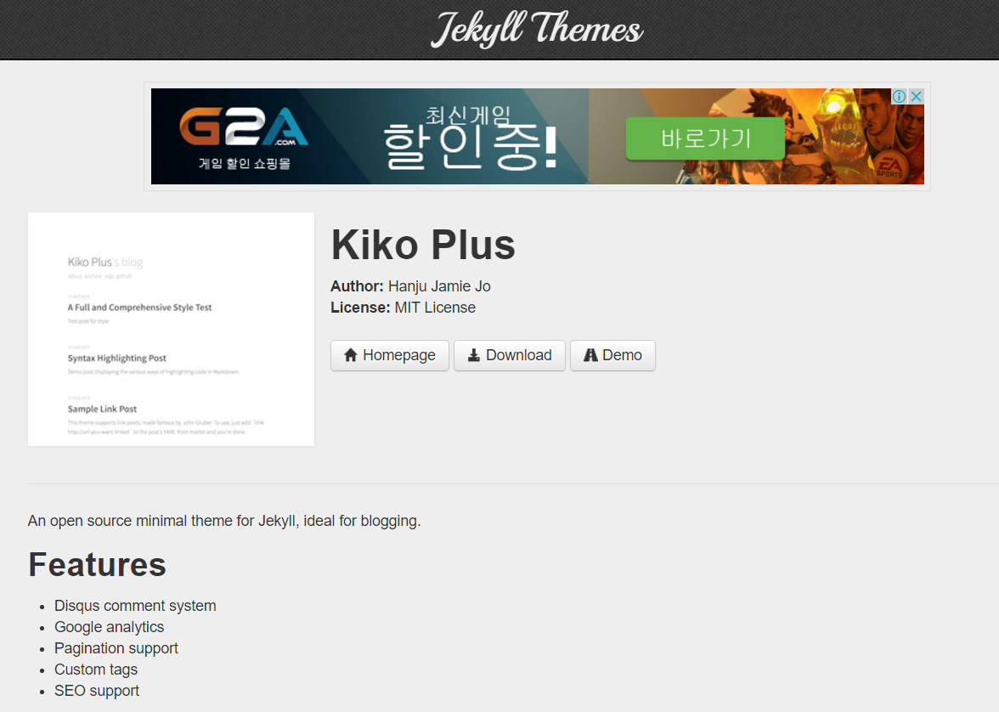 Jekyll Themes
G2A.COM
게임 할인 쇼핑몰
최신게임
할인중!
바로가기
EA
SPORTS
Kiko Plus's blog
about archive tags github
A Full and Comprehensive Style Test
Test post for style
Syntax Highlighting Post
Demo post displaying the various ways of highlighting code in Markdown.
Sample Link Post
This theme supports link posts, made famous by John Gruber. To use, just add `link:
http://url-you-want-linked` to the post's YAML front matter and you're done.
Kiko Plus
Author: Hanju Jamie Jo
License: MIT License
Homepage
Download
Demo
An open source minimal theme for Jekyll, ideal for blogging.
Features
Disqus comment system
Google analytics
Pagination support
Custom tags
SEO support